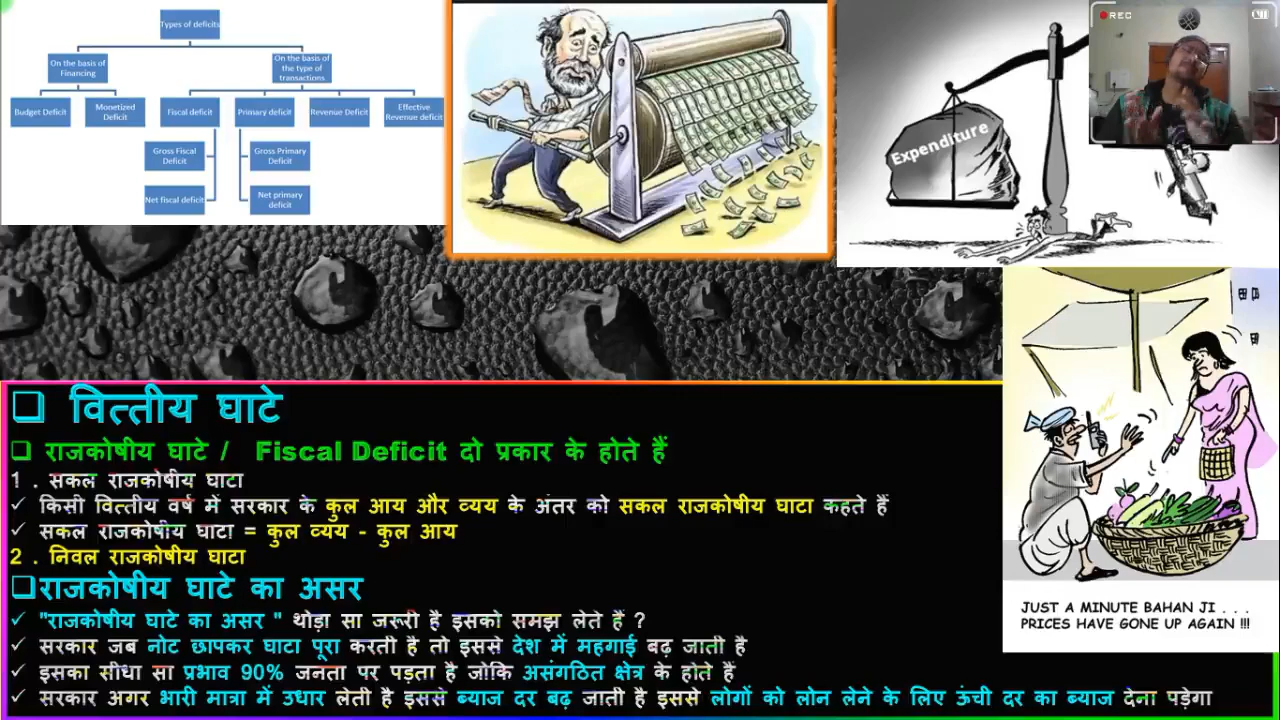 Types of deficits
On the basis of
Financing
On the basis of
the type of
transactions
Budget Deficit
Monetized
Deficit
Fiscal deficit
Primary deficit
Revenue Deficit
Effective
Revenue deficit
Gross Fiscal
Deficit
Gross Primary
Deficit
Net fiscal deficit
Net primary
deficit
Expenditure
REC
❑ वित्तीय घाटे
❑ राजकोषीय घाटे / Fiscal Deficit दो प्रकार के होते हैं
1 . सकल राजकोषीय घाटा
✓ किसी वित्तीय वर्ष में सरकार के कुल आय और व्यय के अंतर को सकल राजकोषीय घाटा कहते हैं
✓ सकल राजकोषीय घाटा = कुल व्यय - कुल आय
2 . निवल राजकोषीय घाटा
❑राजकोषीय घाटे का असर
✓ "राजकोषीय घाटे का असर " थोड़ा सा जरूरी है इसको समझ लेते हैं ?
✓ सरकार जब नोट छापकर घाटा पूरा करती है तो इससे देश में महगाई बढ़ जाती है
✓ इसका सीधा सा प्रभाव 90% जनता पर पड़ता है जोकि असंगठित क्षेत्र के होते हैं
✓ सरकार अगर भारी मात्रा में उधार लेती है इससे ब्याज दर बढ़ जाती है इससे लोगों को लोन लेने के लिए ऊंची दर का ब्याज देना पड़ेगा
JUST A MINUTE BAHAN JI . . .
PRICES HAVE GONE UP AGAIN !!!